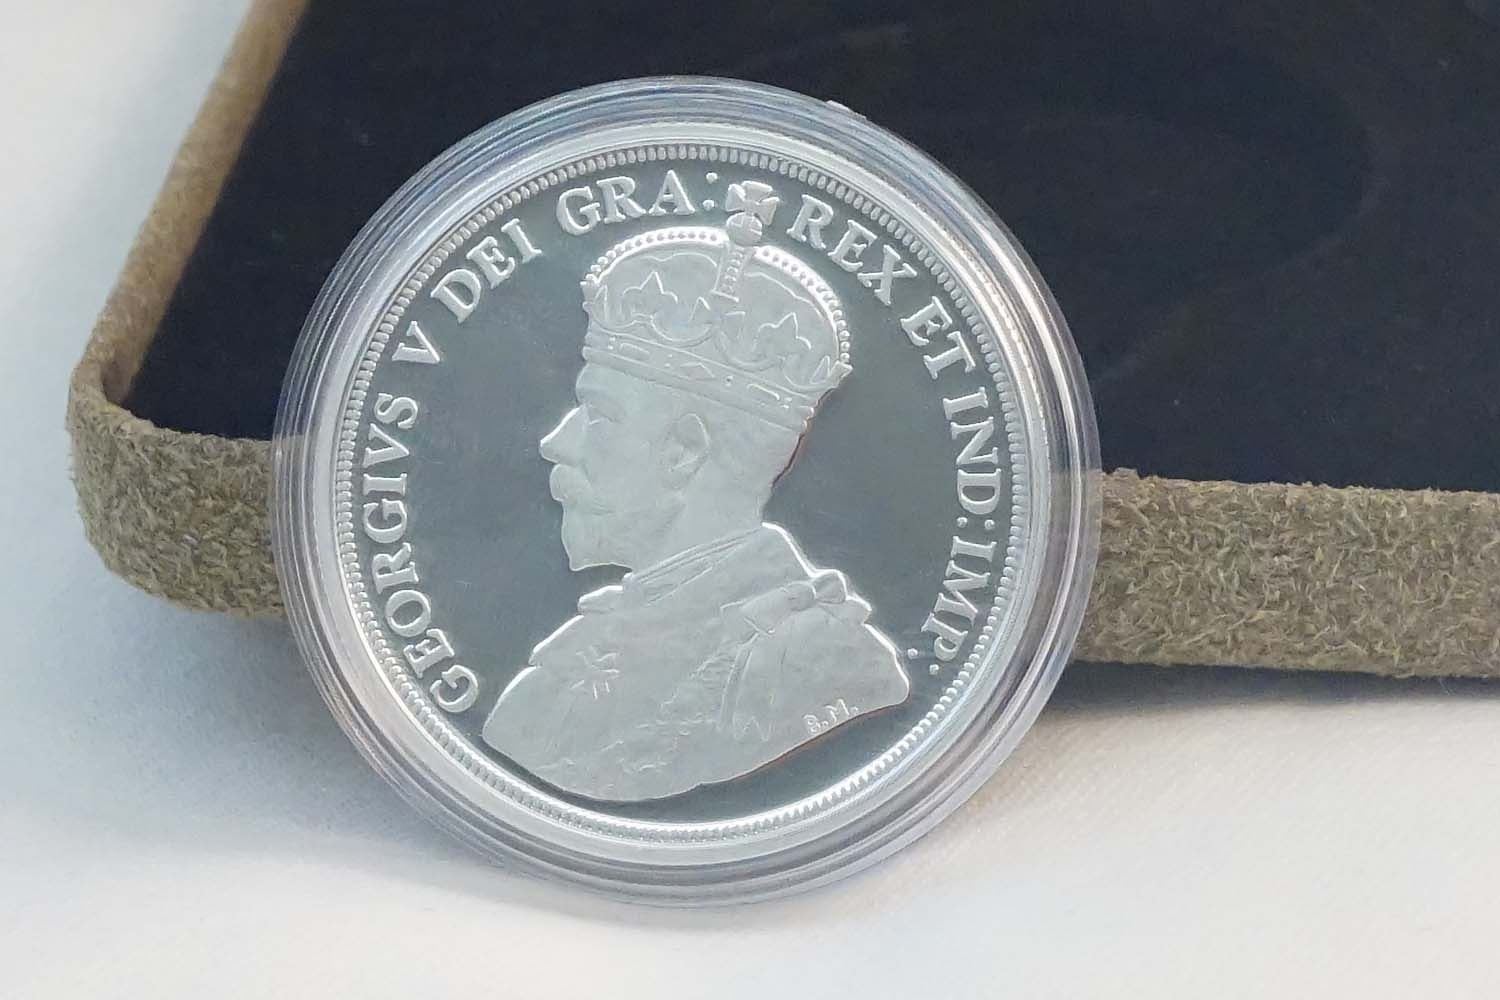 GEORGIVS V DEI GRA: REX ET IND:IMP:
B.M.